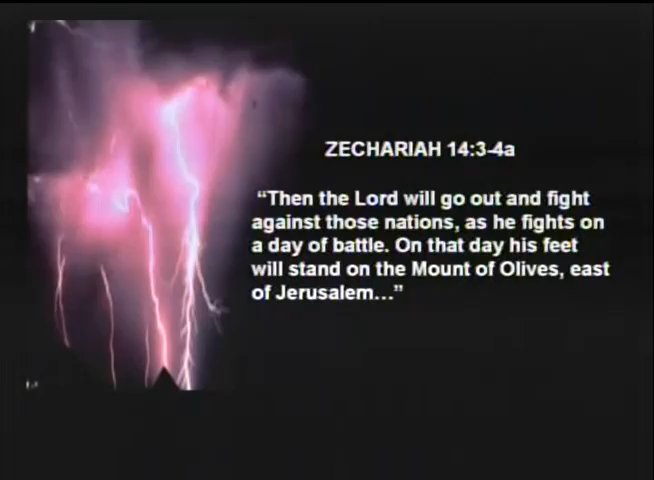 ZECHARIAH 14:3-4a
“Then the Lord will go out and fight
against those nations, as he fights on
a day of battle. On that day his feet
will stand on the Mount of Olives, east
of Jerusalem…”